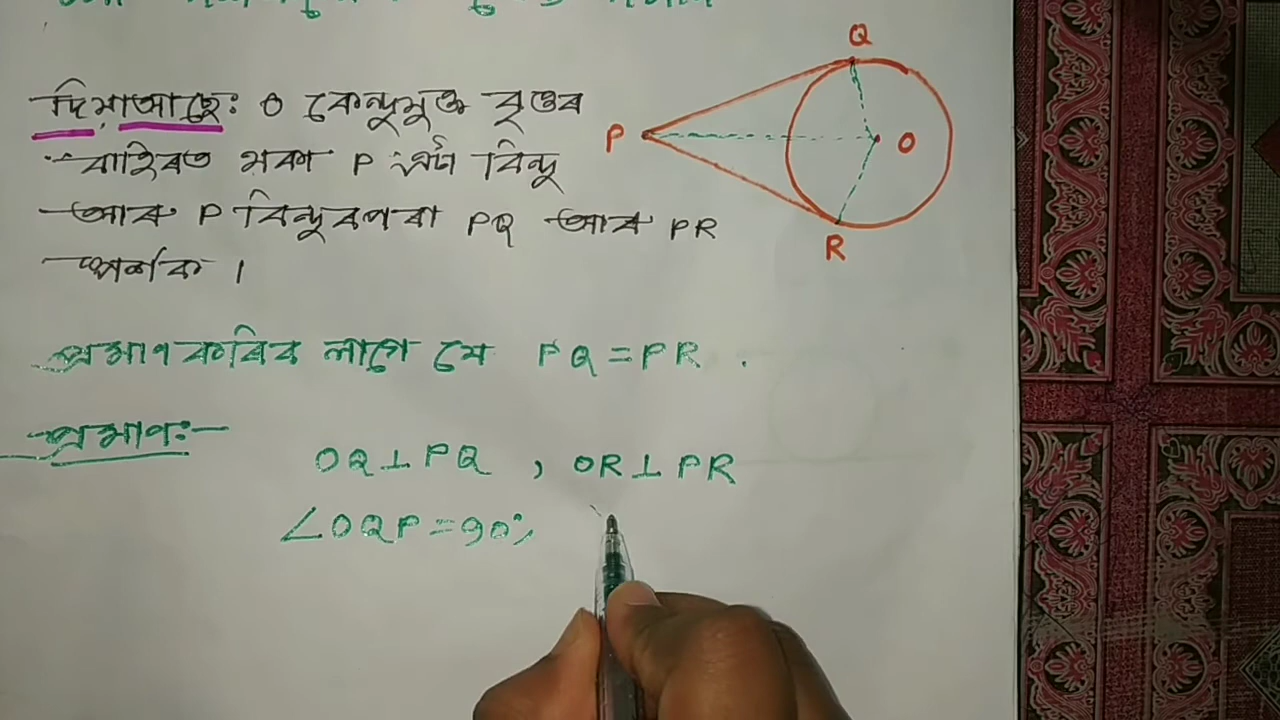 দিয়াআছে: O কেন্দ্ৰমুক্ত বৃত্তৰ
বাহিৰত থকা P এটা বিন্দু
আৰু P বিন্দুৰপৰা PQ আৰু PR
স্পৰ্শক ।
প্ৰমাণ কৰিব লাগে যে PQ = PR .
প্ৰমাণ:-
OQ⊥PQ , OR⊥PR
∠OQP = 90°,
Q
P
O
R